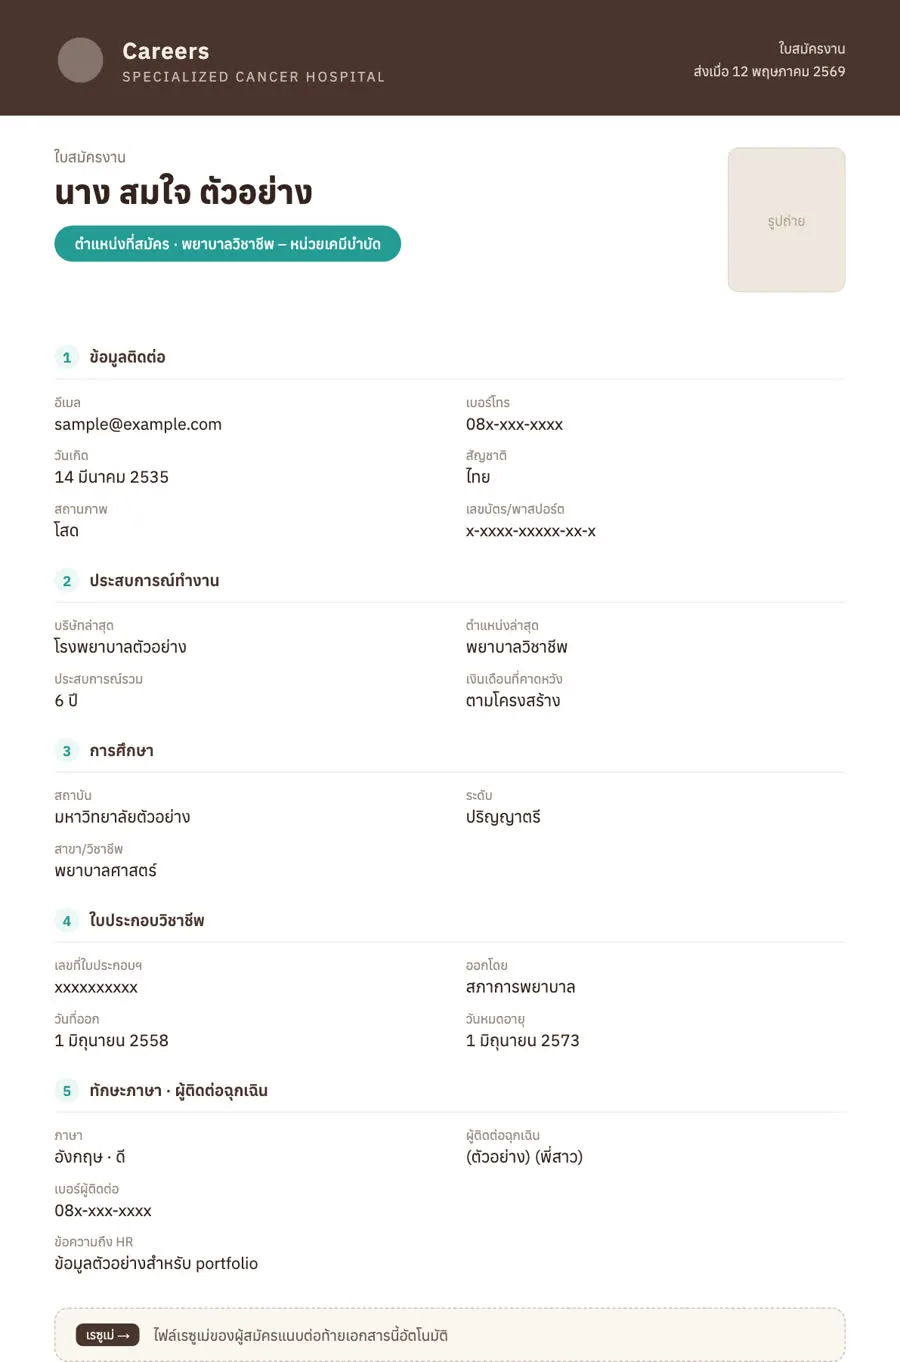 Careers
SPECIALIZED CANCER HOSPITAL
ใบสมัครงาน
ส่งเมื่อ 12 พฤษภาคม 2569
ใบสมัครงาน
นาง สมใจ ตัวอย่าง
ตำแหน่งที่สมัคร · พยาบาลวิชาชีพ – หน่วยเคมีบำบัด
รูปถ่าย
1 ข้อมูลติดต่อ
อีเมล
sample@example.com
เบอร์โทร
08x-xxx-xxxx
วันเกิด
14 มีนาคม 2535
สัญชาติ
ไทย
สถานภาพ
โสด
เลขบัตร/พาสปอร์ต
x-xxxx-xxxxx-xx-x
2 ประสบการณ์ทำงาน
บริษัทล่าสุด
โรงพยาบาลตัวอย่าง
ตำแหน่งล่าสุด
พยาบาลวิชาชีพ
ประสบการณ์รวม
6 ปี
เงินเดือนที่คาดหวัง
ตามโครงสร้าง
3 การศึกษา
สถาบัน
มหาวิทยาลัยตัวอย่าง
ระดับ
ปริญญาตรี
สาขา/วิชาชีพ
พยาบาลศาสตร์
4 ใบประกอบวิชาชีพ
เลขที่ใบประกอบฯ
xxxxxxxxxx
ออกโดย
สภาการพยาบาล
วันที่ออก
1 มิถุนายน 2558
วันหมดอายุ
1 มิถุนายน 2573
5 ทักษะภาษา · ผู้ติดต่อฉุกเฉิน
ภาษา
อังกฤษ · ดี
ผู้ติดต่อฉุกเฉิน
(ตัวอย่าง) (พี่สาว)
เบอร์ผู้ติดต่อ
08x-xxx-xxxx
ข้อความถึง HR
ข้อมูลตัวอย่างสำหรับ portfolio
เรซูเม่ → ไฟล์เรซูเม่ของผู้สมัครแนบต่อท้ายเอกสารนี้อัตโนมัติ